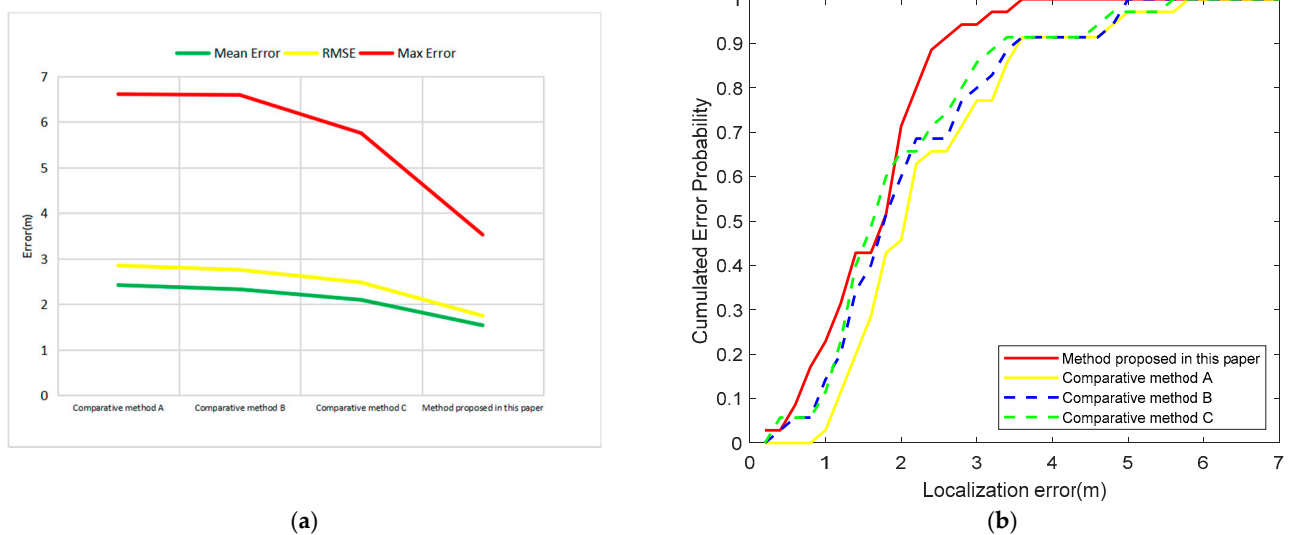 Mean Error RMSE Max Error
7
6
5
4
3
2
1
0
Error(m)
Comparative method A Comparative method B Comparative method C Method proposed in this paper
(a)
1
0.9
0.8
0.7
0.6
0.5
0.4
0.3
0.2
0.1
0
Cumulated Error Probability
Method proposed in this paper
Comparative method A
Comparative method B
Comparative method C
0 1 2 3 4 5 6 7
Localization error(m)
(b)